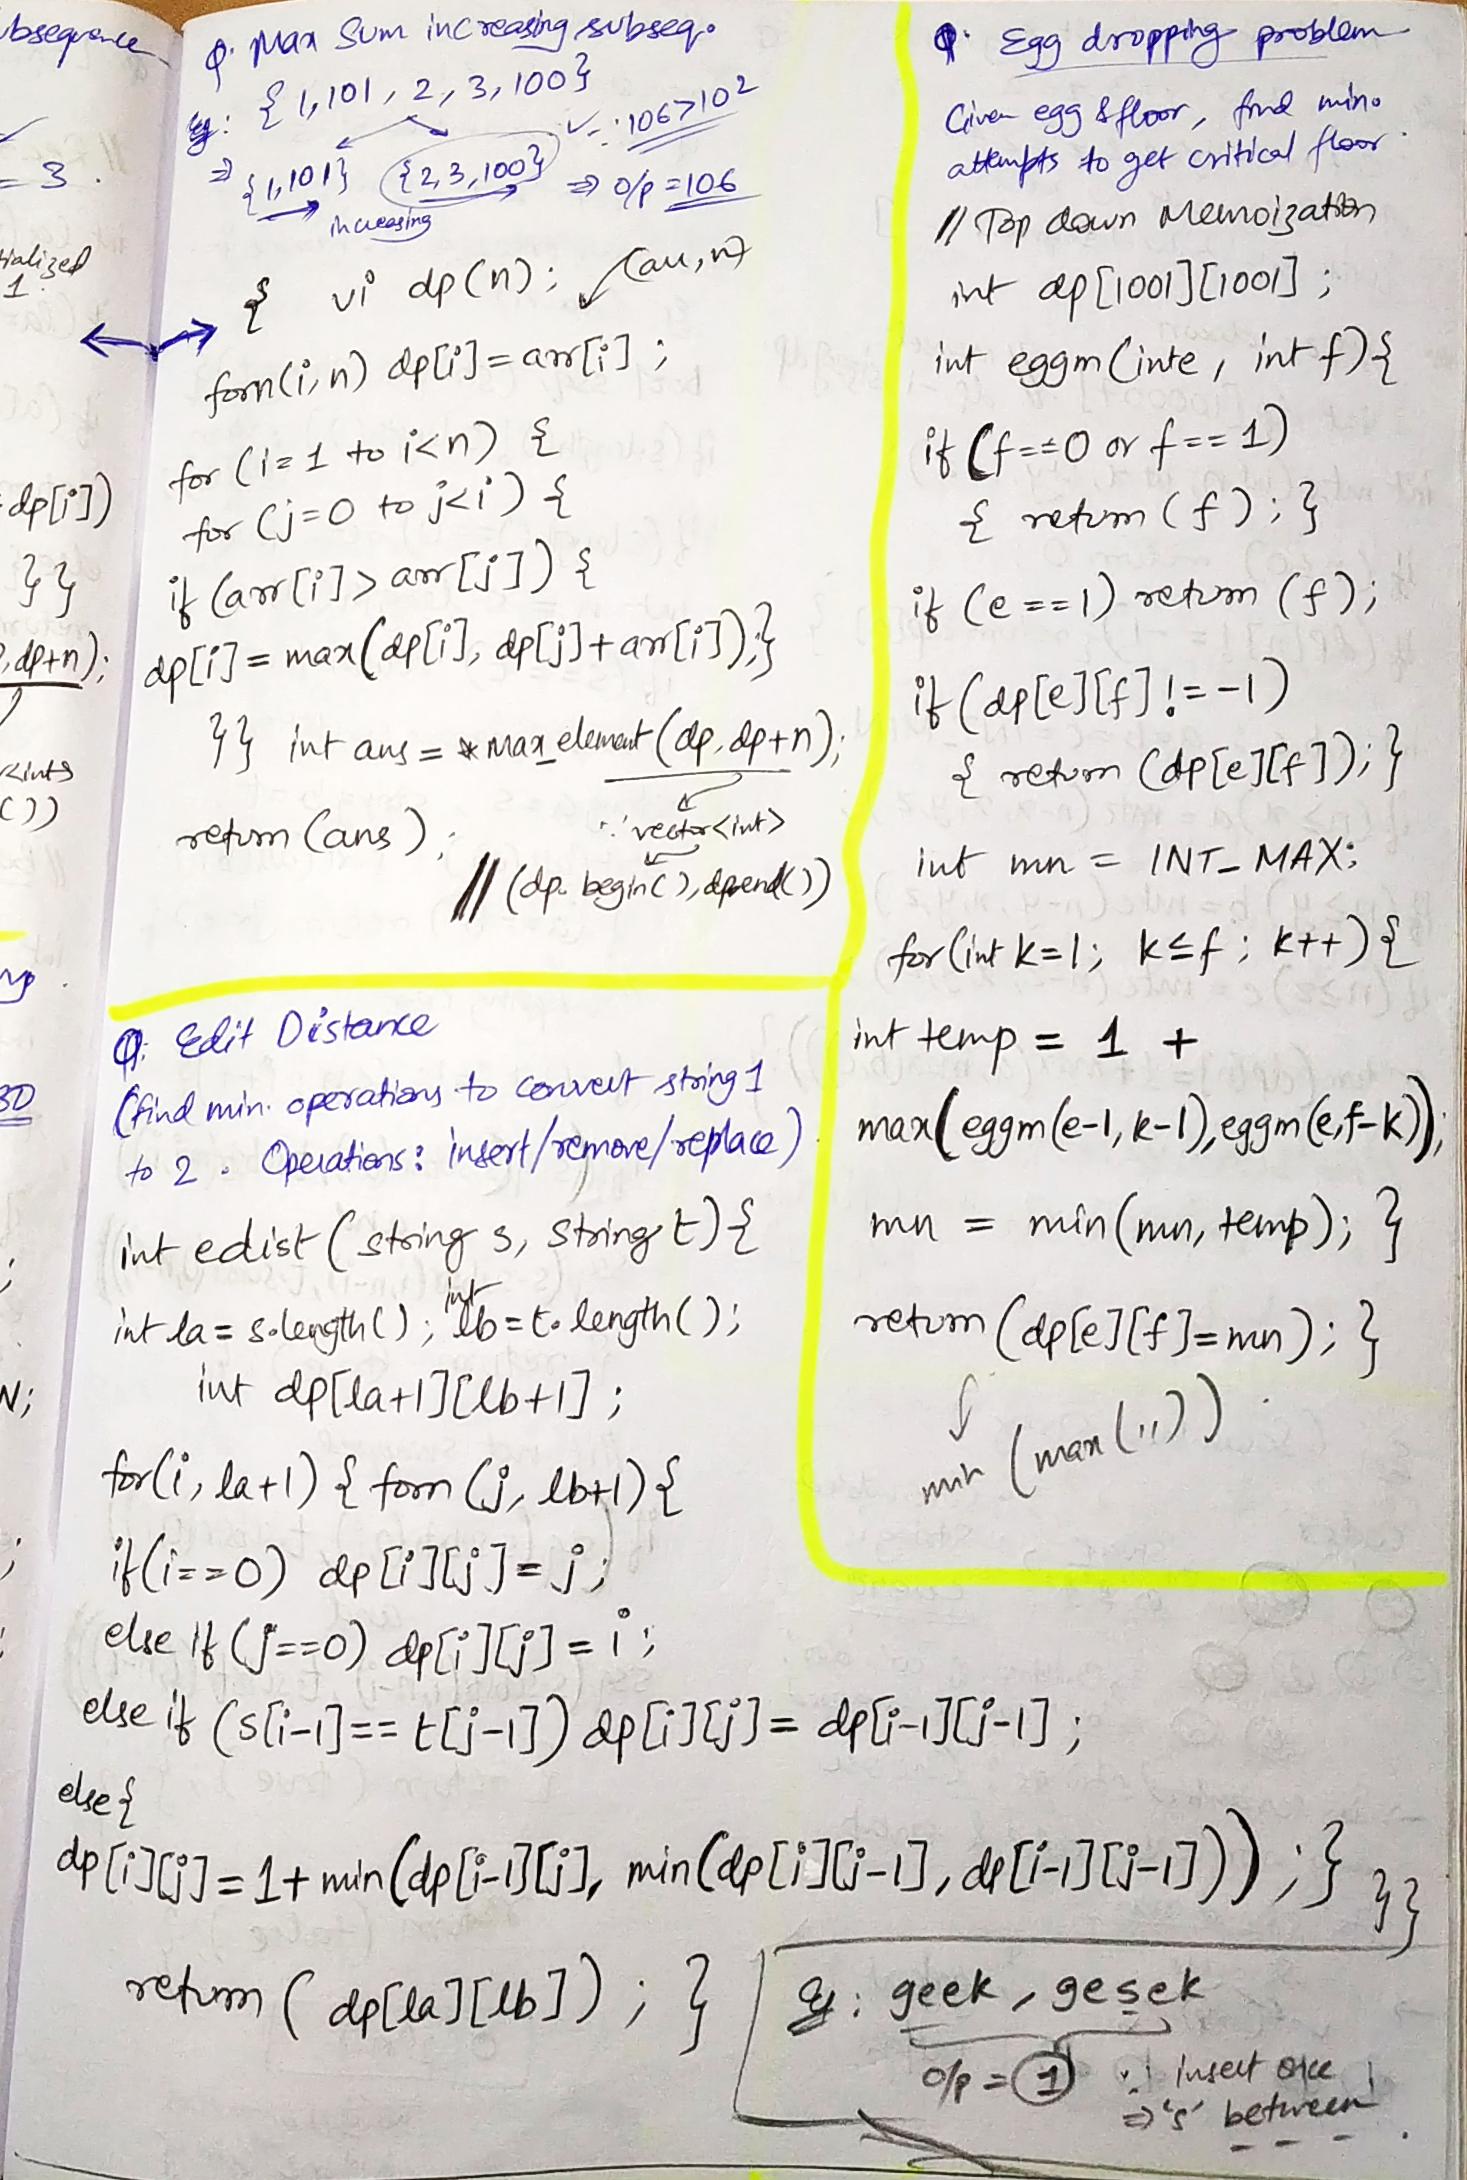 ubsequence
= 3.
tialized
1
= dp[i])
}}
, dp+n);
<int>
())
3D
N;
Q. Max Sum increasing subseq.
Eg: { 1, 101, 2, 3, 100}
⇒ {1,101} {2,3,100} ✓ ∵ 106>102
⇒ o/p = 106
increasing
{ vi dp(n); (arr, n)
forn(i, n) dp[i] = arr[i];
for (i=1 to i<n) {
for (j=0 to j<i) {
if (arr[i] > arr[j]) {
dp[i] = max(dp[i], dp[j]+arr[i]);}
}} int ans = *max_element(dp, dp+n);
return (ans);
∵ vector<int>
// (dp.begin(), dp.end())
Q. Edit Distance
(find min. operations to convert string 1
to 2. Operations: insert/remove/replace)
int edist (string s, string t) {
int la = s.length(); int lb = t.length();
int dp[la+1][lb+1];
for(i, la+1) { forn (j, lb+1) {
if(i==0) dp[i][j] = j;
else if (j==0) dp[i][j] = i;
else if (s[i-1] == t[j-1]) dp[i][j] = dp[i-1][j-1];
else {
dp[i][j] = 1+ min(dp[i-1][j], min(dp[i][j-1], dp[i-1][j-1])); } }}
return (dp[la][lb]); }
Eg: geek, gesek
o/p = 1 ∵ insert once
⇒ 's' between
Q. Egg dropping problem
Given egg & floor, find min.
attempts to get critical floor.
// Top down Memoization
int dp[1001][1001];
int eggm (int e, int f) {
if (f==0 or f==1)
{ return (f); }
if (e==1) return (f);
if (dp[e][f] != -1)
{ return (dp[e][f]); }
int mn = INT_MAX;
for (int k=1; k≤f; k++) {
int temp = 1 +
max(eggm(e-1, k-1), eggm(e, f-k));
mn = min(mn, temp); }
return (dp[e][f] = mn); }
min (max(,,))